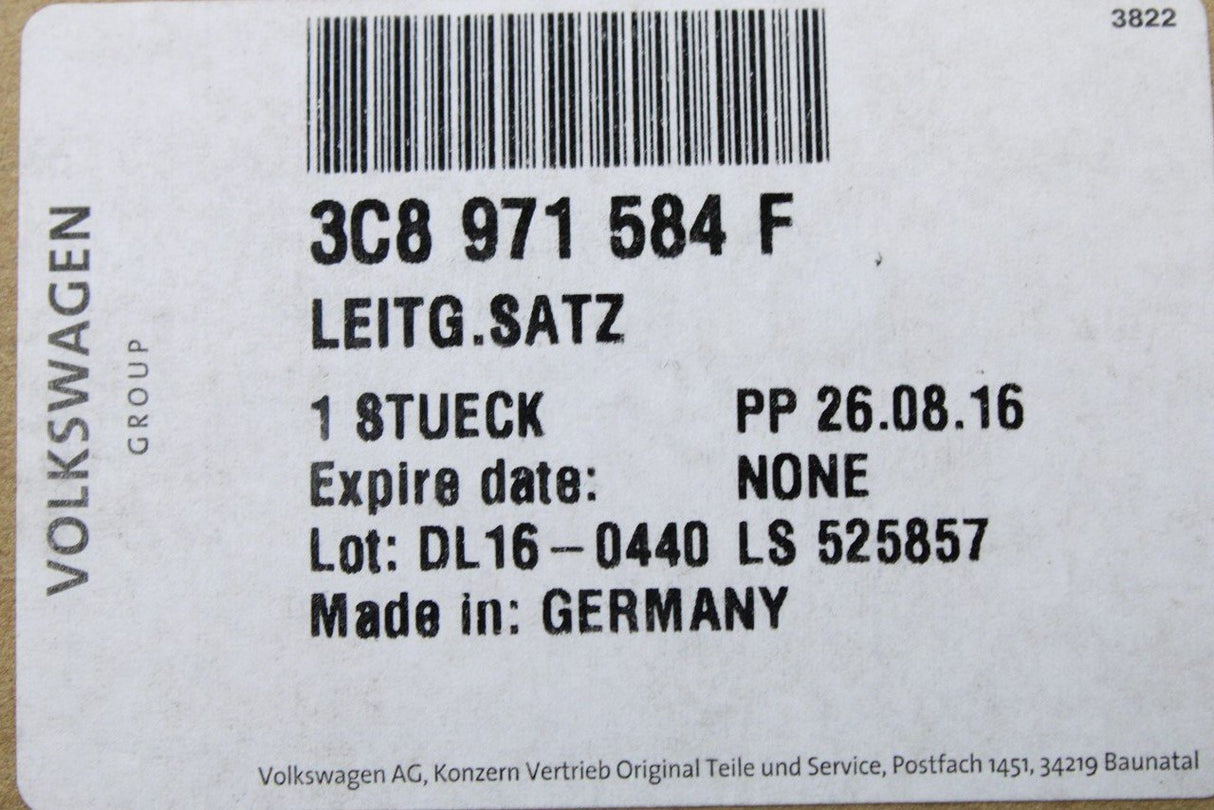 3822
3C8 971 584 F
LEITG.SATZ
1 STUECK PP 26.08.16
Expire date: NONE
Lot: DL16-0440 LS 525857
Made in: GERMANY
VOLKSWAGEN
GROUP
Volkswagen AG, Konzern Vertrieb Original Teile und Service, Postfach 1451, 34219 Baunatal